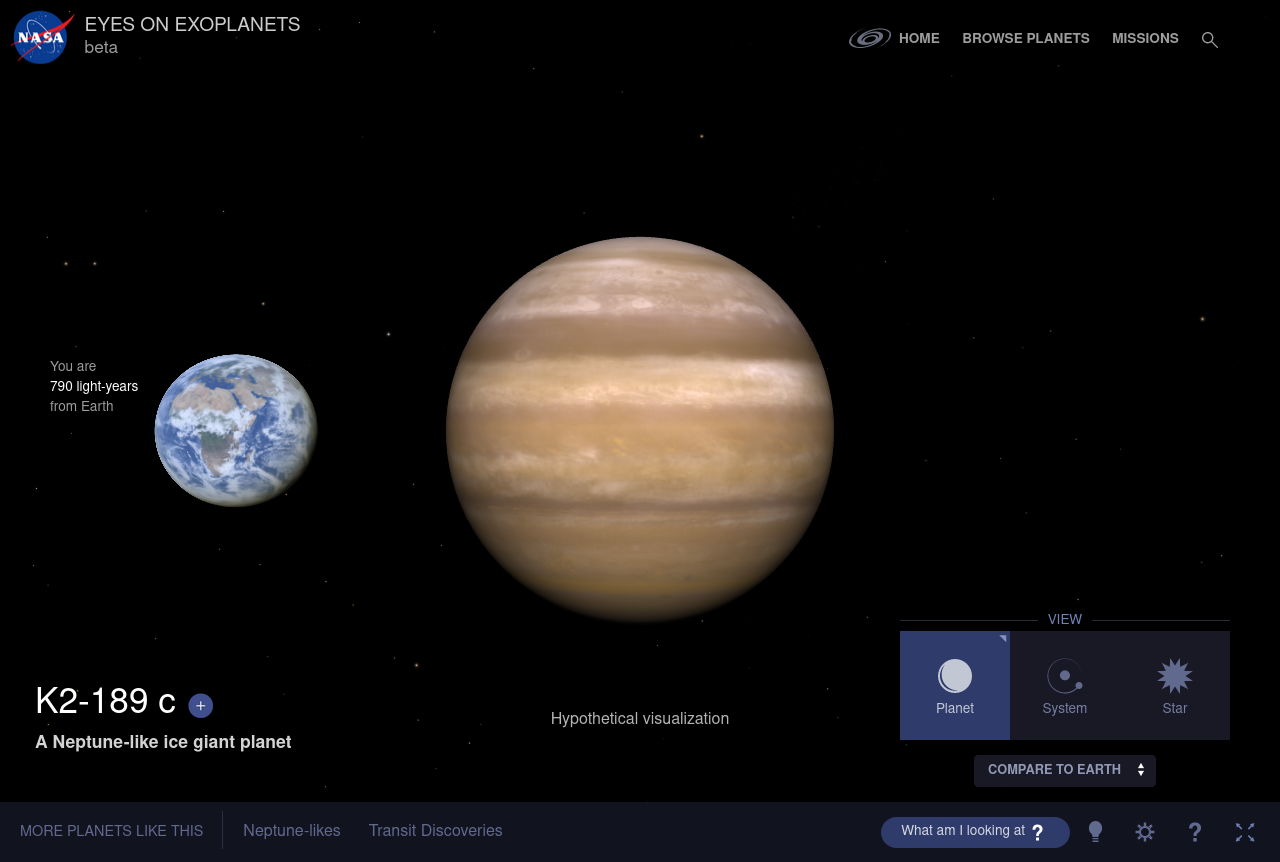 NASA
EYES ON EXOPLANETS
beta
HOME
BROWSE PLANETS
MISSIONS
You are
790 light-years
from Earth
K2-189 c +
A Neptune-like ice giant planet
Hypothetical visualization
VIEW
Planet
System
Star
COMPARE TO EARTH
MORE PLANETS LIKE THIS
Neptune-likes
Transit Discoveries
What am I looking at ?
?